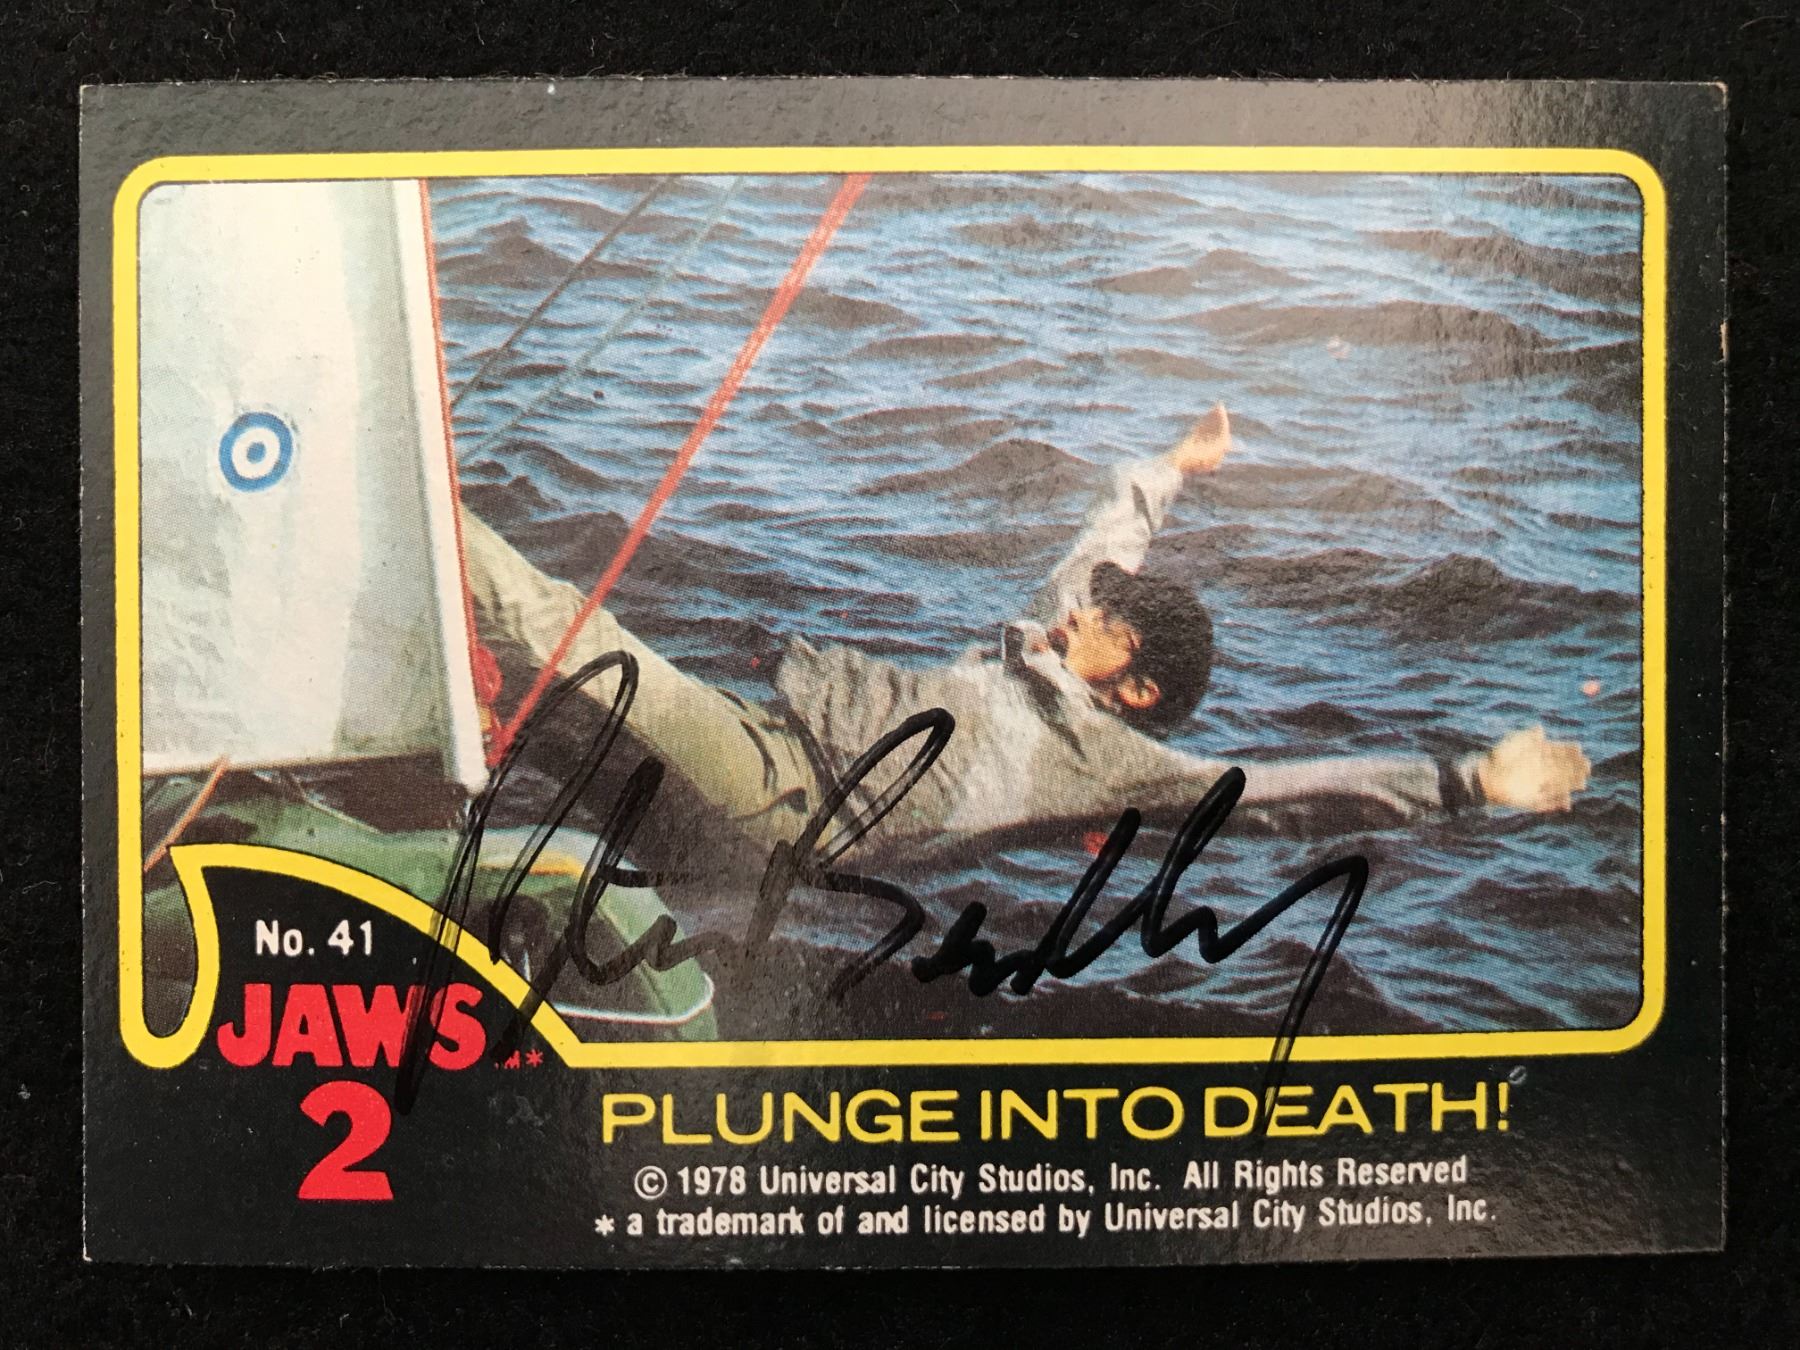 No. 41
JAWS TM*
2
PLUNGE INTO DEATH!
© 1978 Universal City Studios, Inc. All Rights Reserved
* a trademark of and licensed by Universal City Studios, Inc.